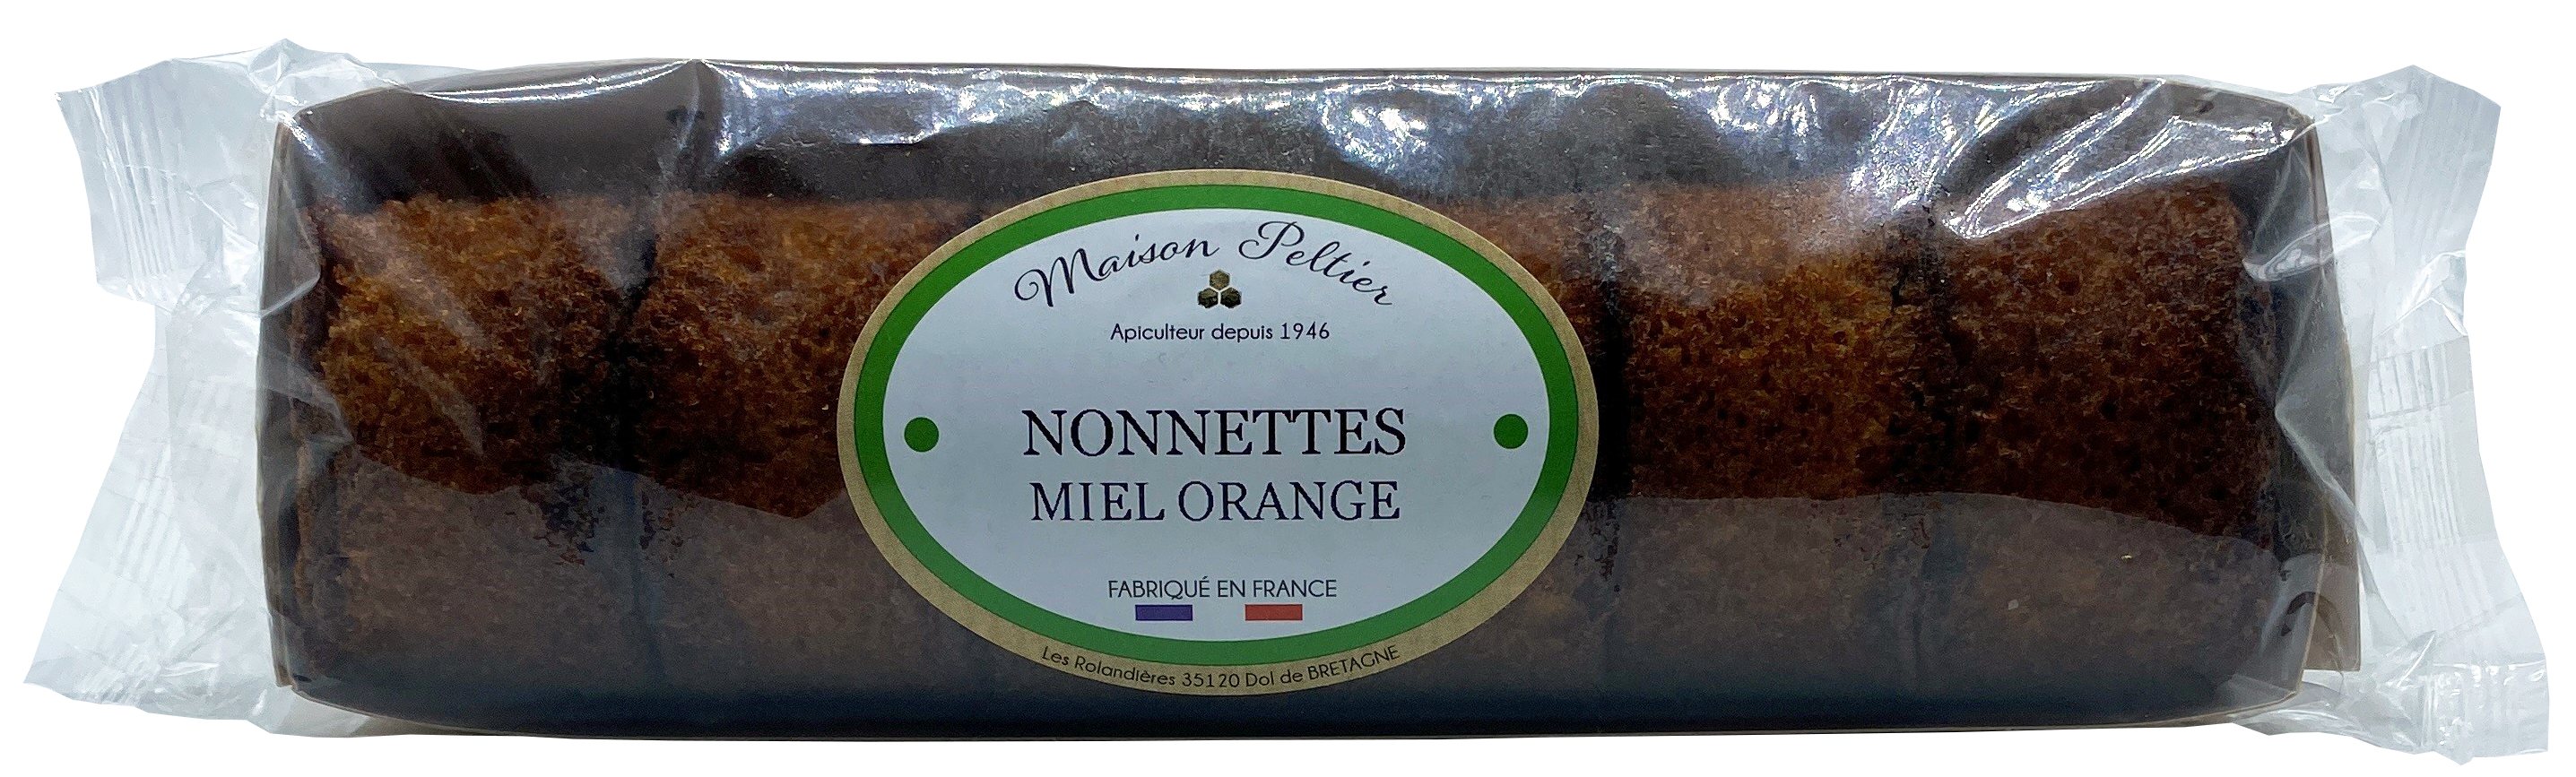 Maison Peltier
Apiculteur depuis 1946
NONNETTES
MIEL ORANGE
FABRIQUÉ EN FRANCE
Les Rolandières 35120 Dol de BRETAGNE